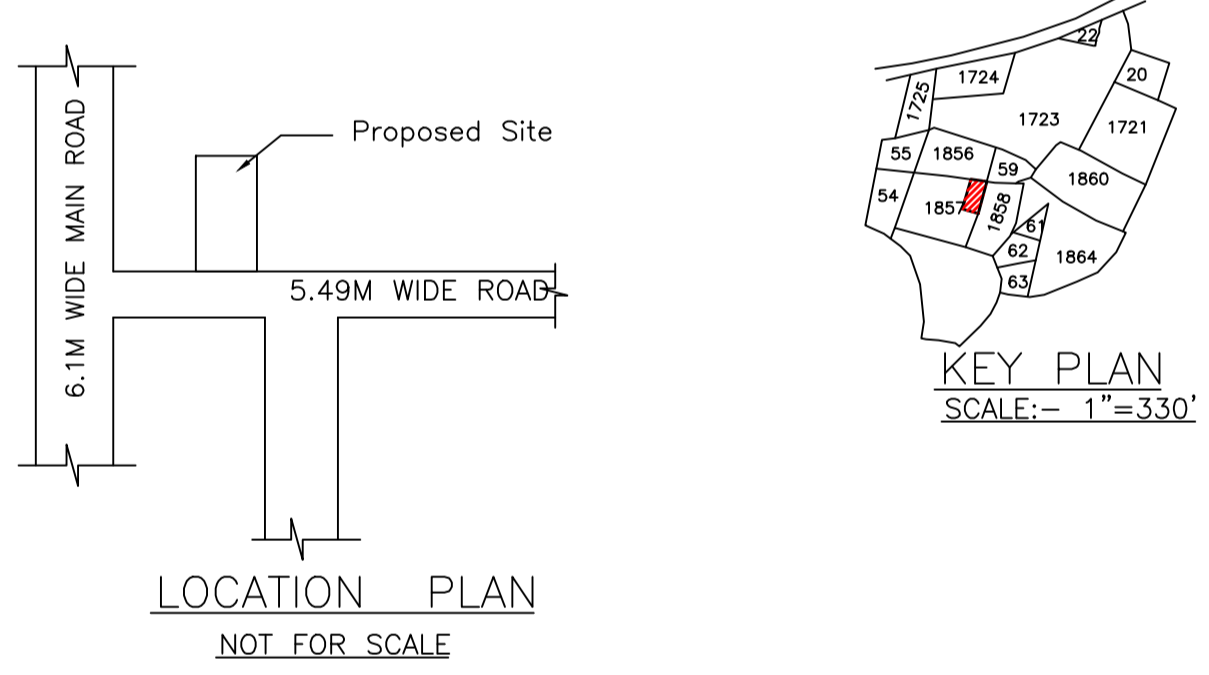 6.1M WIDE MAIN ROAD
Proposed Site
5.49M WIDE ROAD
LOCATION PLAN
NOT FOR SCALE
22
1724
20
1725
1723
1721
55
1856
59
1860
54
1857
1858
61
62
1864
63
KEY PLAN
SCALE:- 1"=330'